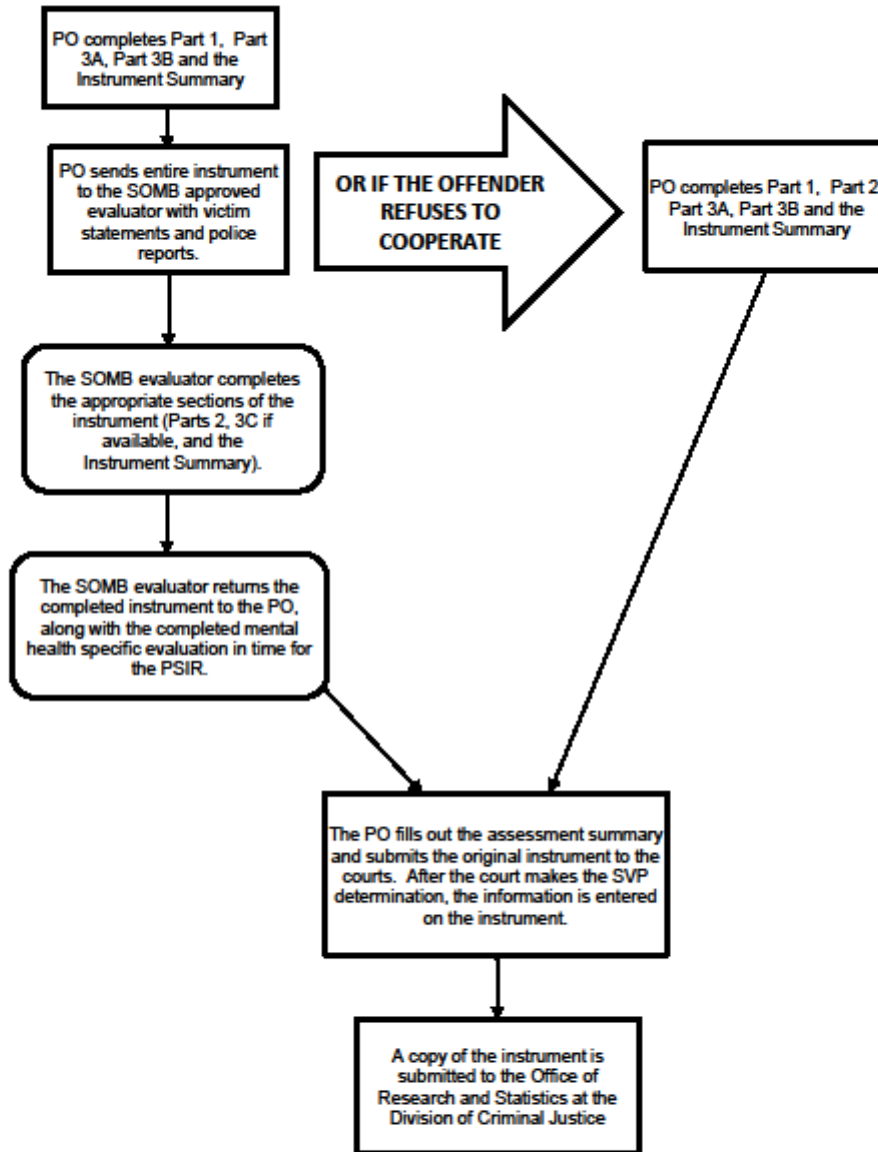 PO completes Part 1, Part
3A, Part 3B and the
Instrument Summary
PO sends entire instrument
to the SOMB approved
evaluator with victim
statements and police
reports.
OR IF THE OFFENDER
REFUSES TO
COOPERATE
PO completes Part 1, Part 2
Part 3A, Part 3B and the
Instrument Summary
The SOMB evaluator completes
the appropriate sections of the
instrument (Parts 2, 3C if
available, and the
Instrument Summary).
The SOMB evaluator returns the
completed instrument to the PO,
along with the completed mental
health specific evaluation in time for
the PSIR.
The PO fills out the assessment summary
and submits the original instrument to the
courts. After the court makes the SVP
determination, the information is entered
on the instrument.
A copy of the instrument is
submitted to the Office of
Research and Statistics at the
Division of Criminal Justice